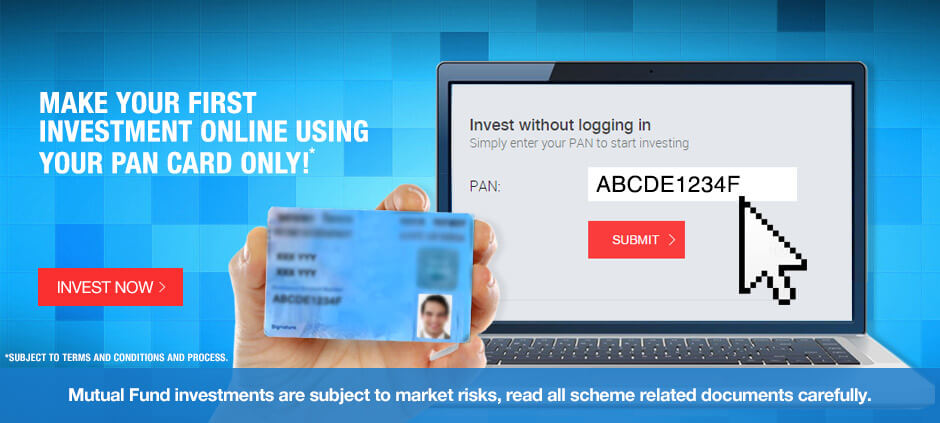 MAKE YOUR FIRST
INVESTMENT ONLINE USING
YOUR PAN CARD ONLY!*
INVEST NOW >
*SUBJECT TO TERMS AND CONDITIONS AND PROCESS.
XXX YYY
XXX YYY
ABCDE1234F
Signature
Invest without logging in
Simply enter your PAN to start investing
PAN:
ABCDE1234F
SUBMIT >
Mutual Fund investments are subject to market risks, read all scheme related documents carefully.